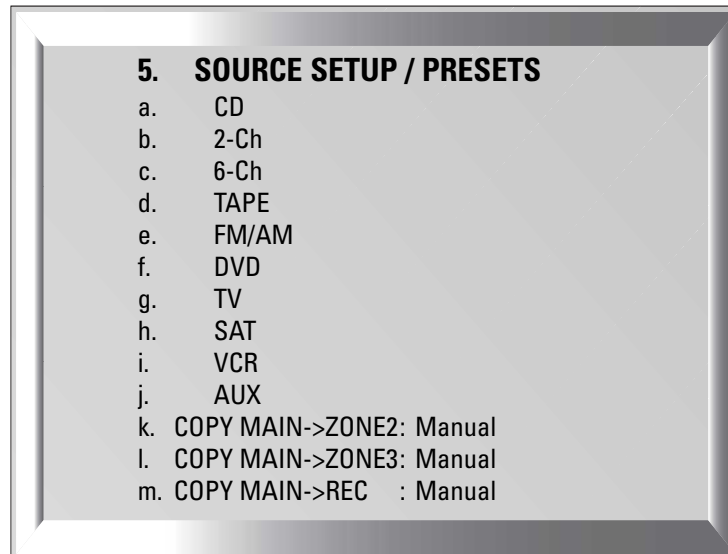 5. SOURCE SETUP / PRESETS
a. CD
b. 2-Ch
c. 6-Ch
d. TAPE
e. FM/AM
f. DVD
g. TV
h. SAT
i. VCR
j. AUX
k. COPY MAIN->ZONE2: Manual
l. COPY MAIN->ZONE3: Manual
m. COPY MAIN->REC : Manual